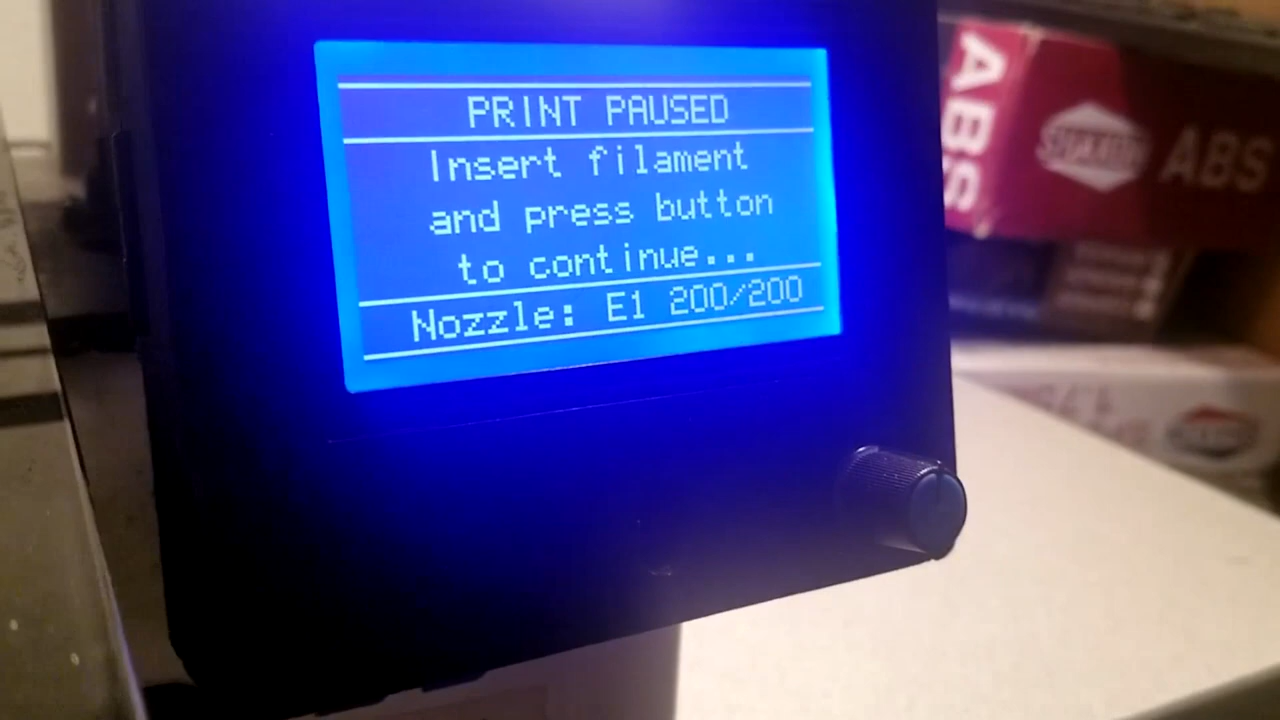 PRINT PAUSED
Insert filament
and press button
to continue...
Nozzle: E1 200/200
ABS
ABS